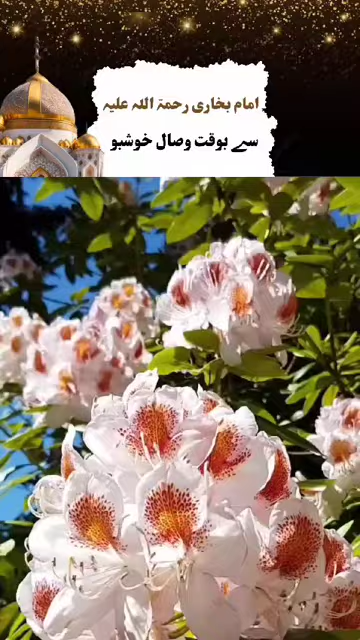 امام بخاری رحمۃ اللہ علیہ
سے بوقت وصال خوشبو